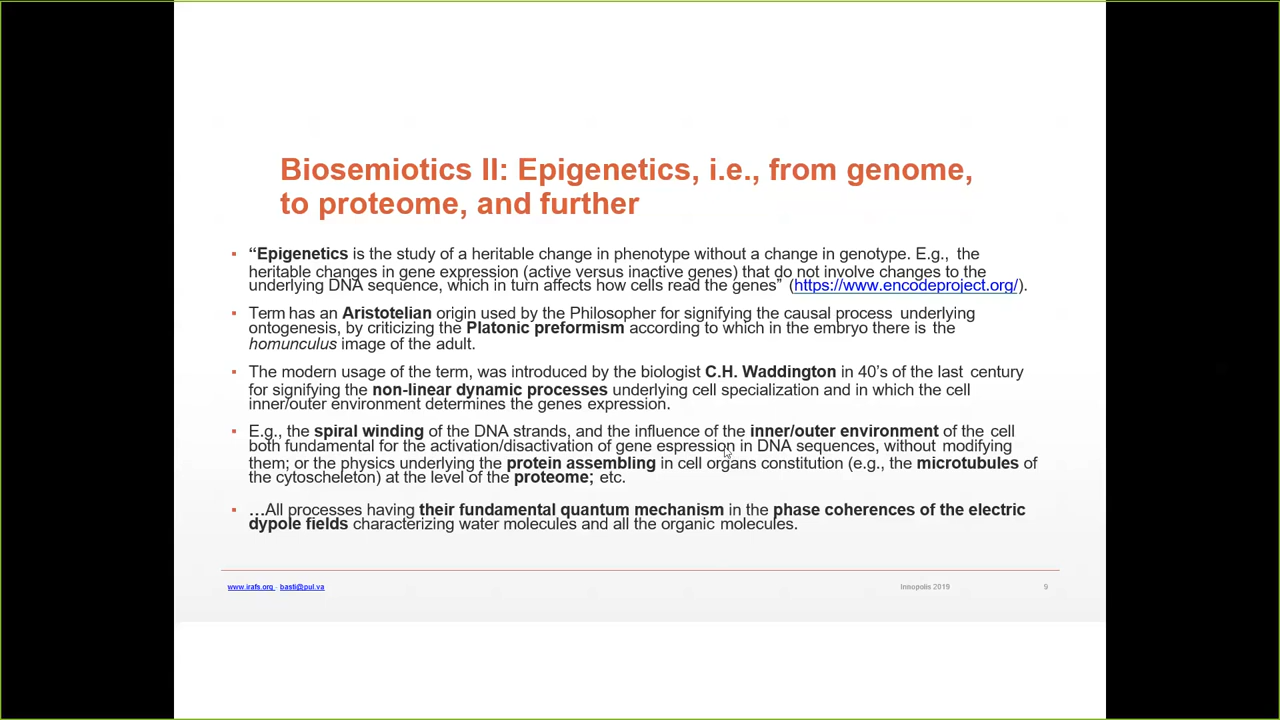 Biosemiotics II: Epigenetics, i.e., from genome,
to proteome, and further
▪ “Epigenetics is the study of a heritable change in phenotype without a change in genotype. E.g., the
heritable changes in gene expression (active versus inactive genes) that do not involve changes to the
underlying DNA sequence, which in turn affects how cells read the genes” (https://www.encodeproject.org/).
▪ Term has an Aristotelian origin used by the Philosopher for signifying the causal process underlying
ontogenesis, by criticizing the Platonic preformism according to which in the embryo there is the
homunculus image of the adult.
▪ The modern usage of the term, was introduced by the biologist C.H. Waddington in 40’s of the last century
for signifying the non-linear dynamic processes underlying cell specialization and in which the cell
inner/outer environment determines the genes expression.
▪ E.g., the spiral winding of the DNA strands, and the influence of the inner/outer environment of the cell
both fundamental for the activation/disactivation of gene espression in DNA sequences, without modifying
them; or the physics underlying the protein assembling in cell organs constitution (e.g., the microtubules of
the cytoscheleton) at the level of the proteome; etc.
▪ …All processes having their fundamental quantum mechanism in the phase coherences of the electric
dypole fields characterizing water molecules and all the organic molecules.
www.irafs.org - basti@pul.va
Innopolis 2019
9